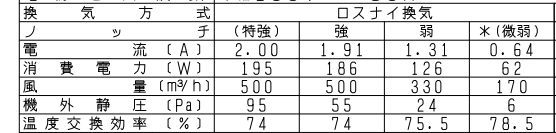 換気方式 ロスナイ換気
ノッチ (特強) 強 弱 *(微弱)
電流(A) 2.00 1.91 1.31 0.64
消費電力(W) 195 186 126 62
風量(m³/h) 500 500 330 170
機外静圧(Pa) 95 55 24 6
温度交換効率(%) 74 74 75.5 78.5